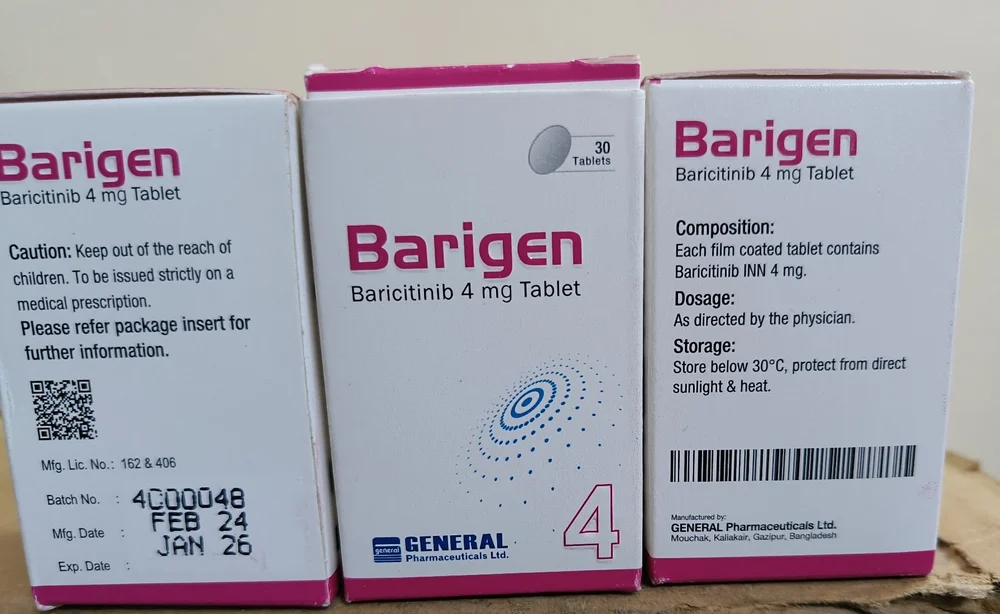 Barigen
Baricitinib 4 mg Tablet
Caution: Keep out of the reach of
children. To be issued strictly on a
medical prescription.
Please refer package insert for
further information.
Mfg. Lic. No.: 162 & 406
Batch No. : 4C00048
Mfg. Date : FEB 24
Exp. Date : JAN 26
30
Tablets
Barigen
Baricitinib 4 mg Tablet
4
general
GENERAL
Pharmaceuticals Ltd.
Barigen
Baricitinib 4 mg Tablet
Composition:
Each film coated tablet contains
Baricitinib INN 4 mg.
Dosage:
As directed by the physician.
Storage:
Store below 30°C, protect from direct
sunlight & heat.
Manufactured by:
GENERAL Pharmaceuticals Ltd.
Mouchak, Kaliakair, Gazipur, Bangladesh